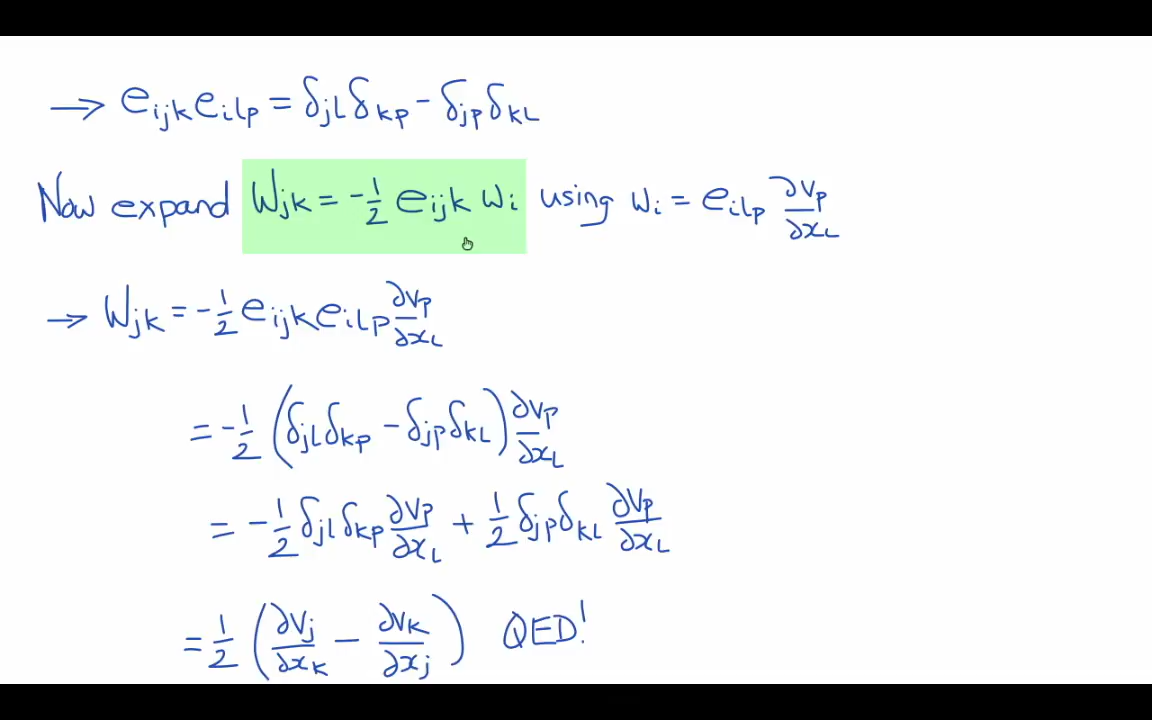 → e_ijk e_ilp = δ_jl δ_kp - δ_jp δ_kL
Now expand W_jk = -1/2 e_ijk w_i using w_i = e_ilp ∂v_p/∂x_L
→ W_jk = -1/2 e_ijk e_ilp ∂v_p/∂x_L
= -1/2 (δ_jl δ_kp - δ_jp δ_kL) ∂v_p/∂x_L
= -1/2 δ_jl δ_kp ∂v_p/∂x_L + 1/2 δ_jp δ_kL ∂v_p/∂x_L
= 1/2 (∂v_j/∂x_k - ∂v_k/∂x_j) QED!